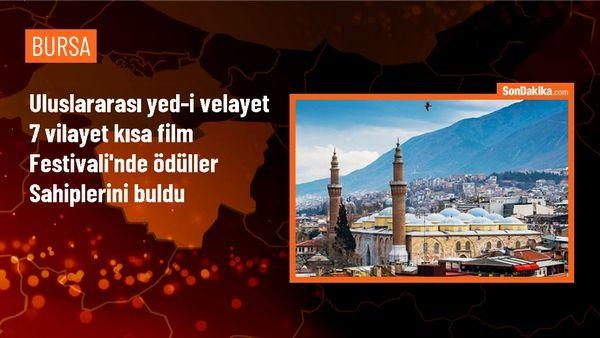 BURSA
Uluslararası yed-i velayet
7 vilayet kısa film
Festivali'nde ödüller
Sahiplerini buldu
SonDakika.com